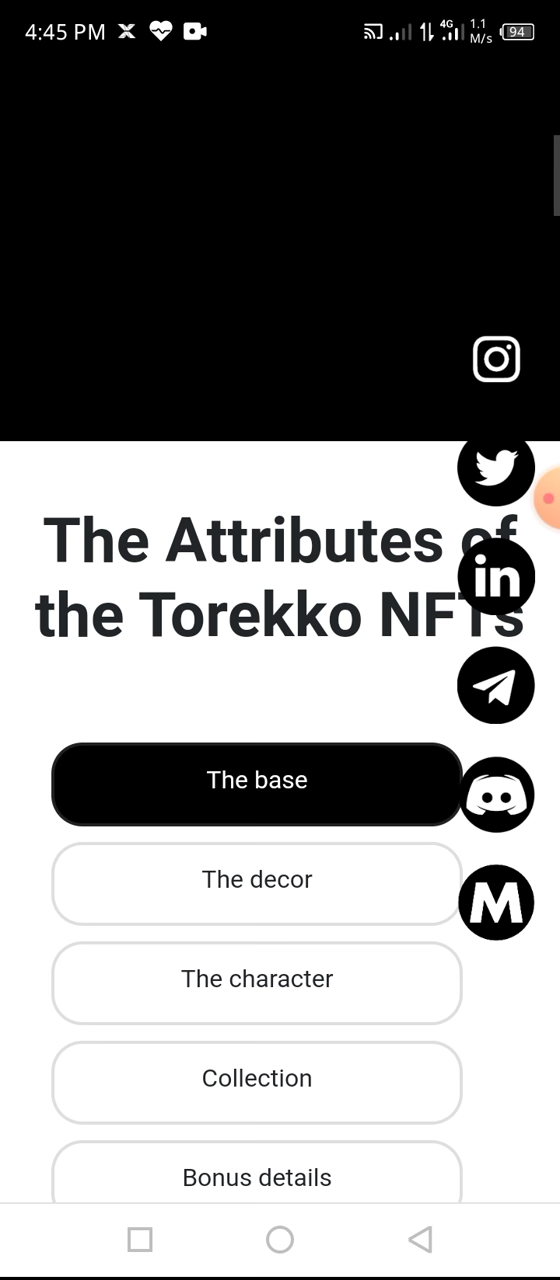 4:45 PM
4G
1.1
M/s
94
The Attributes of
the Torekko NFTs
in
M
The base
The decor
The character
Collection
Bonus details